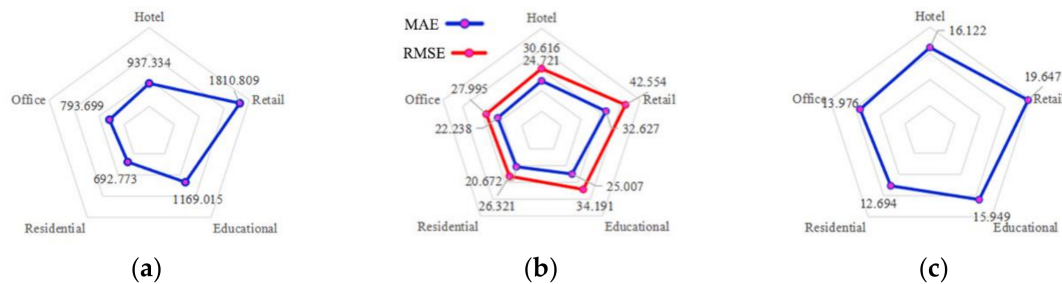 Hotel
937.334
1810.809
Office
Retail
793.699
692.773
1169.015
Residential
Educational
(a)
MAE
RMSE
Hotel
30.616
24.721
42.554
27.995
Retail
22.238
32.627
20.672
25.007
26.321
34.191
Educational
(b)
Hotel
16.122
19.647
Office
Retail
13.976
12.694
15.949
Residential
Educational
(c)
Office
Residential